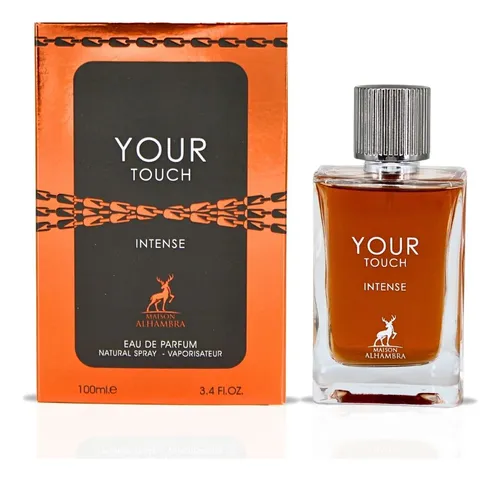 YOUR
TOUCH
INTENSE
MAISON
ALHAMBRA
EAU DE PARFUM
NATURAL SPRAY - VAPORISATEUR
100ml.e 3.4 Fl.OZ.
YOUR
TOUCH
INTENSE
MAISON
ALHAMBRA